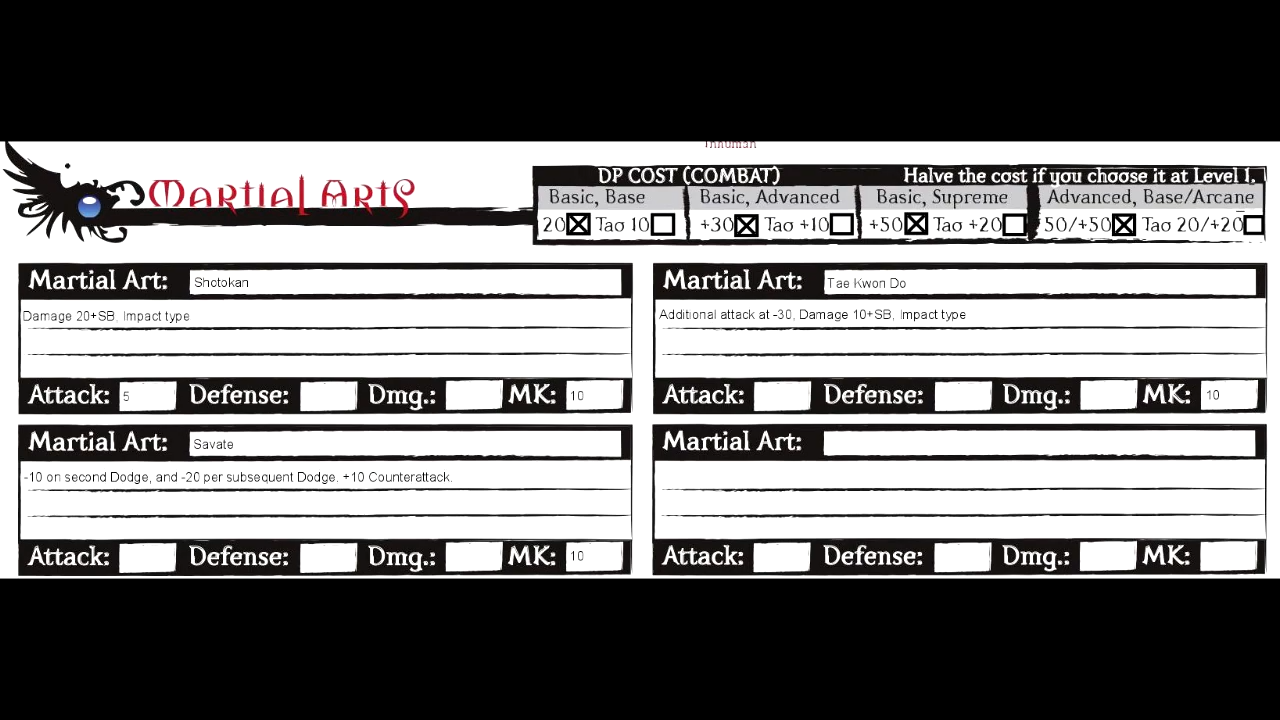 Inhuman
Martial Arts
DP COST (COMBAT) Halve the cost if you choose it at Level 1.
Basic, Base Basic, Advanced Basic, Supreme Advanced, Base/Arcane
20 Tao 10 +30 Tao +10 +50 Tao +20 50/+50 Tao 20/+20
Martial Art: Shotokan
Damage 20+SB, Impact type
Attack: 5 Defense: Dmg.: MK: 10
Martial Art: Tae Kwon Do
Additional attack at -30, Damage 10+SB, Impact type
Attack: Defense: Dmg.: MK: 10
Martial Art: Savate
-10 on second Dodge, and -20 per subsequent Dodge. +10 Counterattack.
Attack: Defense: Dmg.: MK: 10
Martial Art:
Attack: Defense: Dmg.: MK: